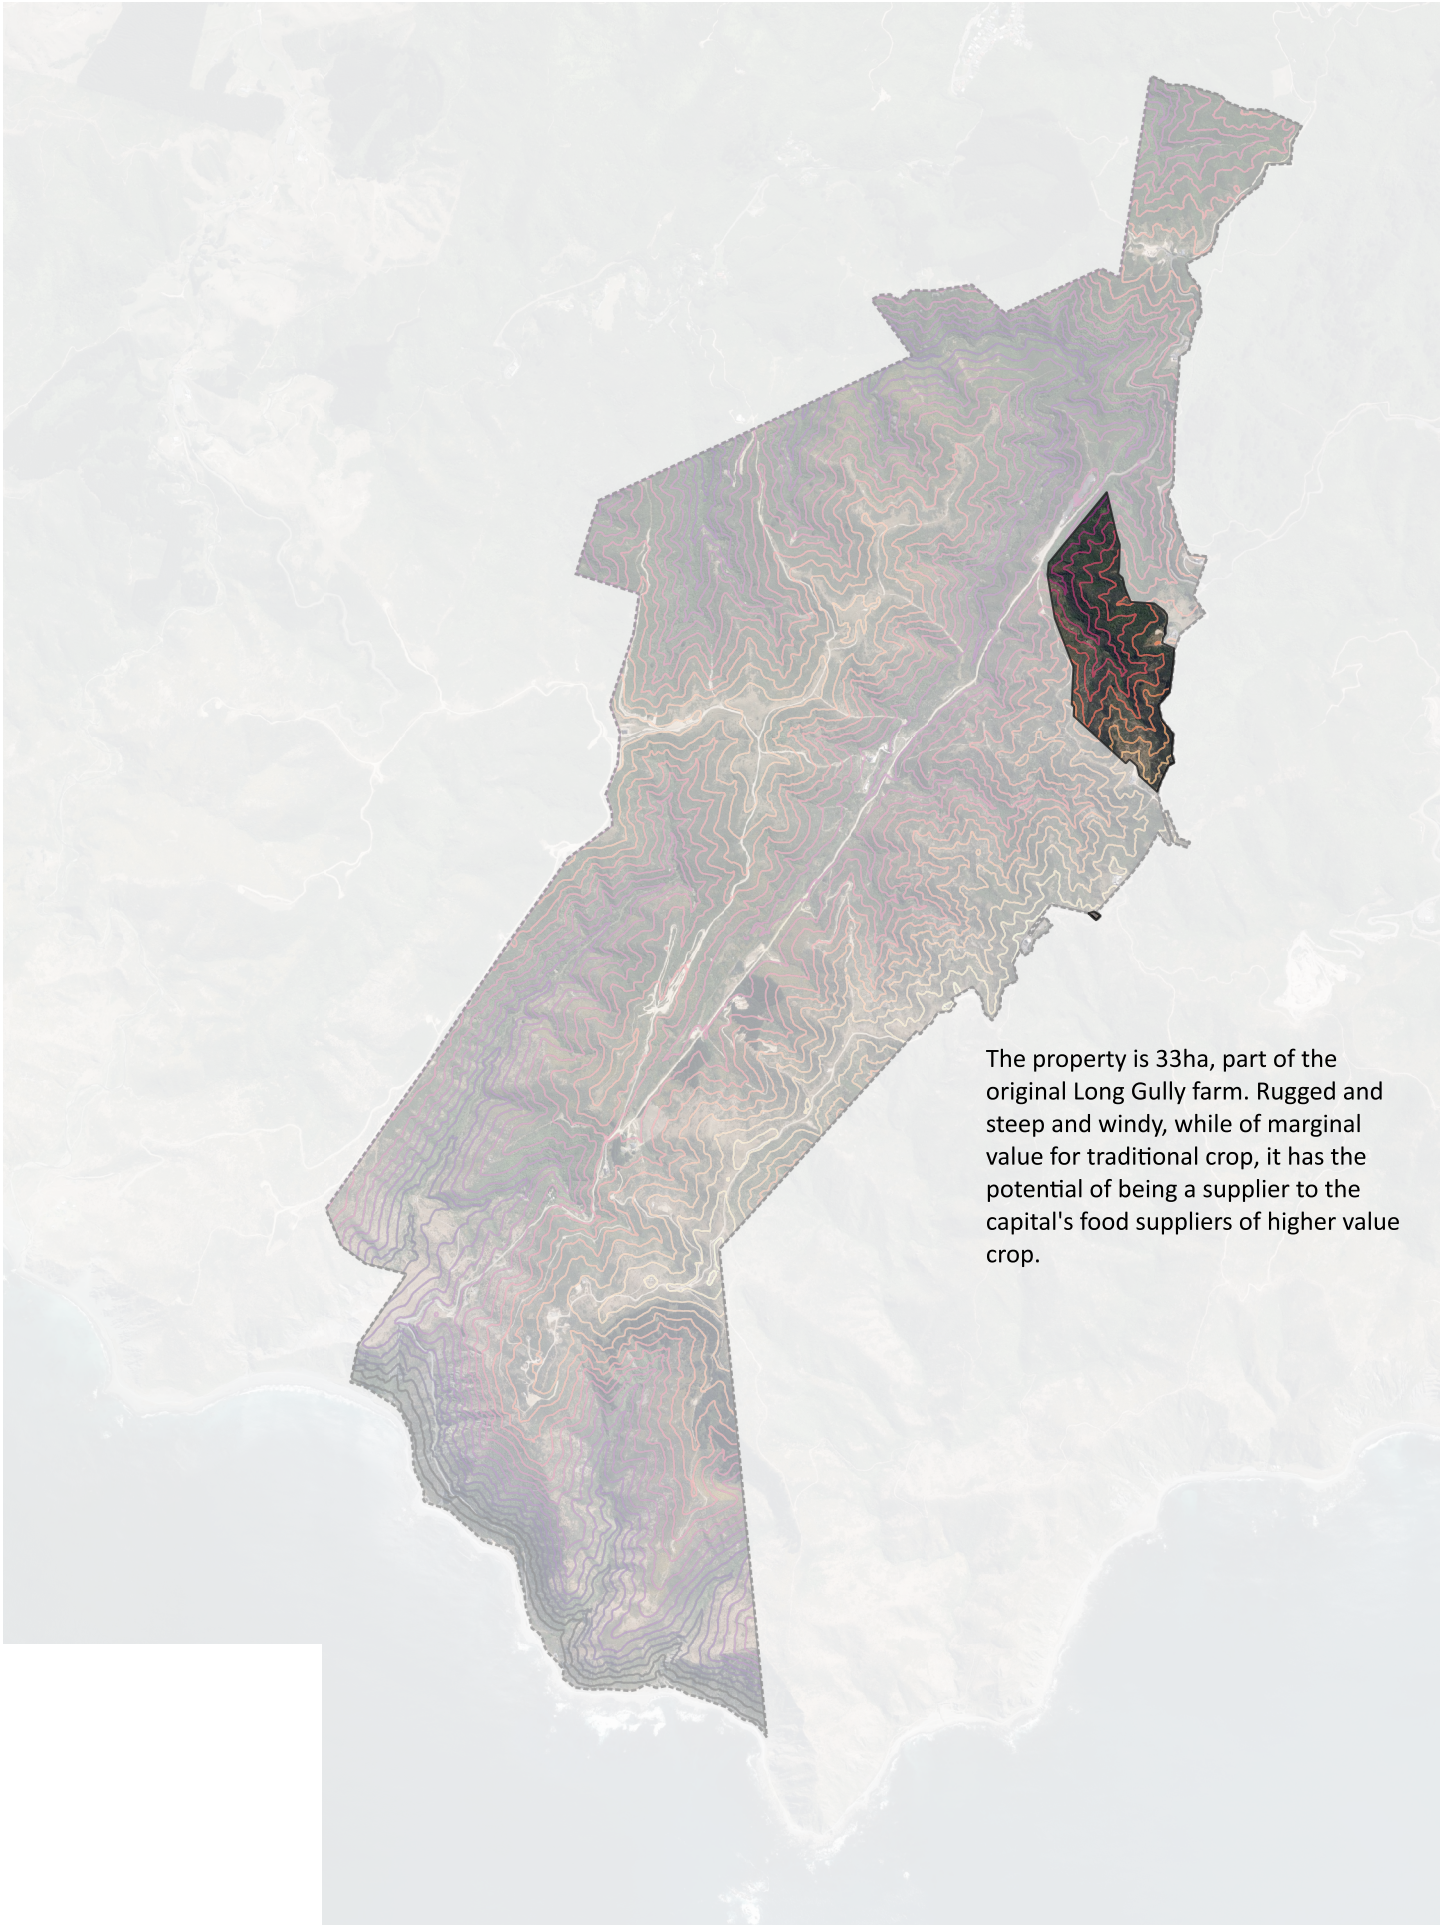 The property is 33ha, part of the
original Long Gully farm. Rugged and
steep and windy, while of marginal
value for traditional crop, it has the
potential of being a supplier to the
capital's food suppliers of higher value
crop.